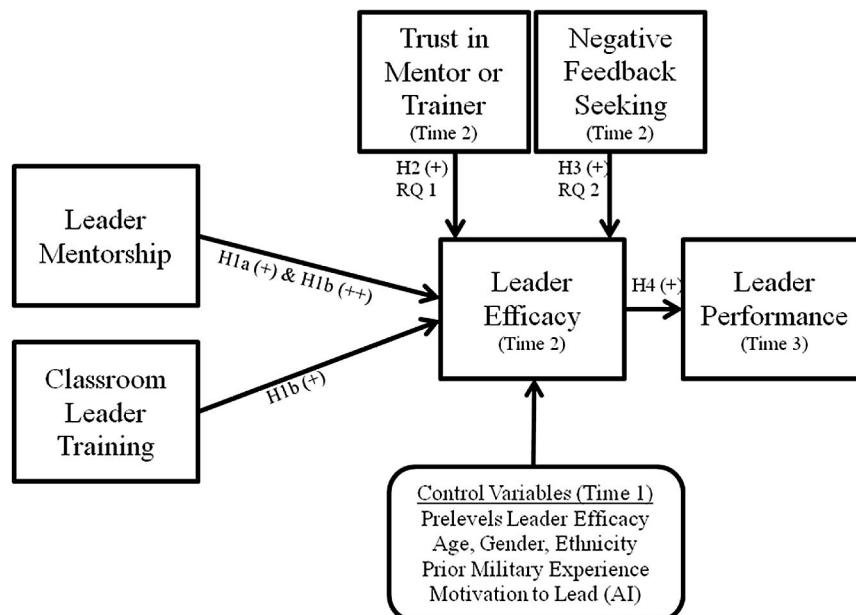 Trust in
Mentor or
Trainer
(Time 2)
Negative
Feedback
Seeking
(Time 2)
H2 (+)
RQ 1
H3 (+)
RQ 2
Leader
Mentorship
H1a (+) & H1b (++)
Leader
Efficacy
(Time 2)
H4 (+)
Leader
Performance
(Time 3)
Classroom
Leader
Training
H1b (+)
Control Variables (Time 1)
Prelevels Leader Efficacy
Age, Gender, Ethnicity
Prior Military Experience
Motivation to Lead (AI)